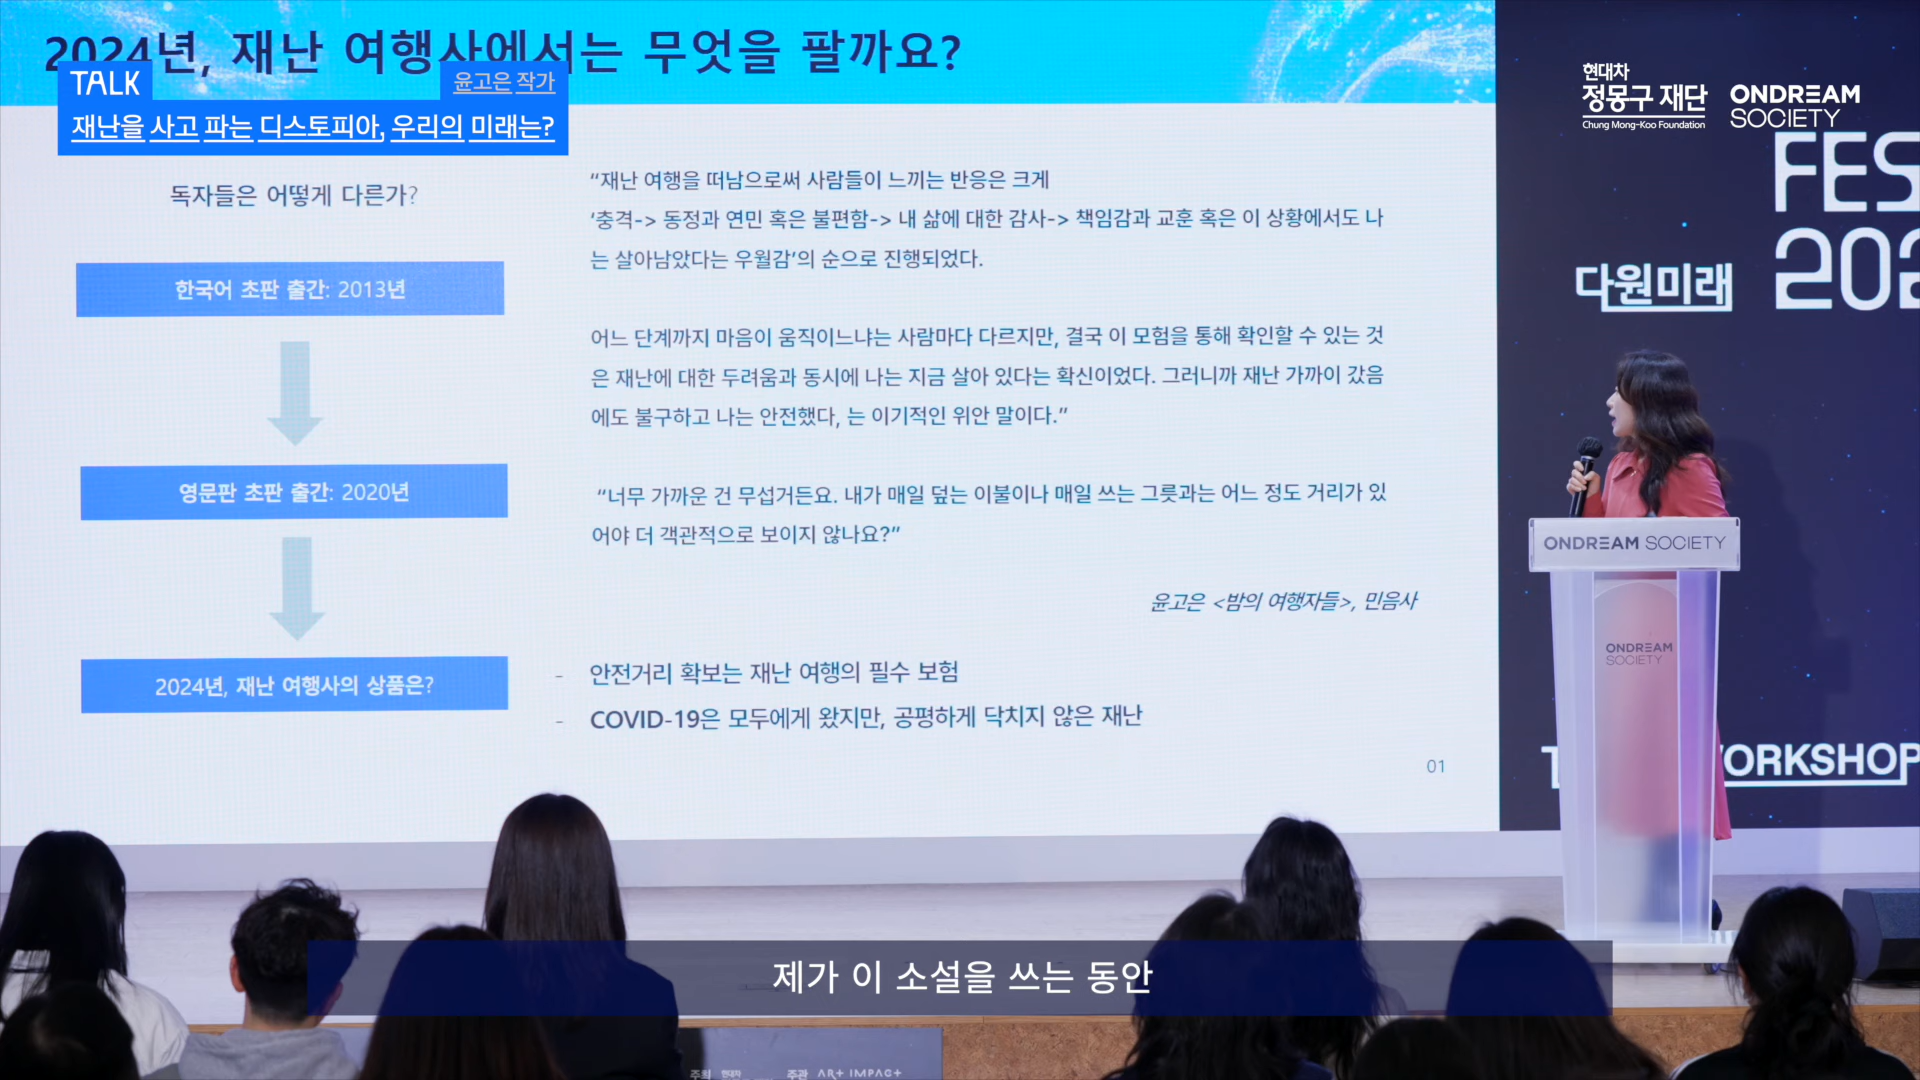 2024년, 재난 여행사에서는 무엇을 팔까요?
TALK
윤고은 작가
재난을 사고 파는 디스토피아, 우리의 미래는?
독자들은 어떻게 다른가?
한국어 초판 출간: 2013년
영문판 초판 출간: 2020년
2024년, 재난 여행사의 상품은?
“재난 여행을 떠남으로써 사람들이 느끼는 반응은 크게
‘충격-> 동정과 연민 혹은 불편함-> 내 삶에 대한 감사-> 책임감과 교훈 혹은 이 상황에서도 나
는 살아남았다는 우월감’의 순으로 진행되었다.
어느 단계까지 마음이 움직이느냐는 사람마다 다르지만, 결국 이 모험을 통해 확인할 수 있는 것
은 재난에 대한 두려움과 동시에 나는 지금 살아 있다는 확신이었다. 그러니까 재난 가까이 갔음
에도 불구하고 나는 안전했다, 는 이기적인 위안 말이다.”
“너무 가까운 건 무섭거든요. 내가 매일 덮는 이불이나 매일 쓰는 그릇과는 어느 정도 거리가 있
어야 더 객관적으로 보이지 않나요?”
윤고은 <밤의 여행자들>, 민음사
- 안전거리 확보는 재난 여행의 필수 보험
- COVID-19은 모두에게 왔지만, 공평하게 닥치지 않은 재난
01
현대차
정몽구 재단
Chung Mong-Koo Foundation
ONDREAM
SOCIETY
FES
202
다원미래
ONDREAM SOCIETY
ONDREAM
SOCIETY
ORKSHOP
제가 이 소설을 쓰는 동안
주최
주관 ART IMPACT